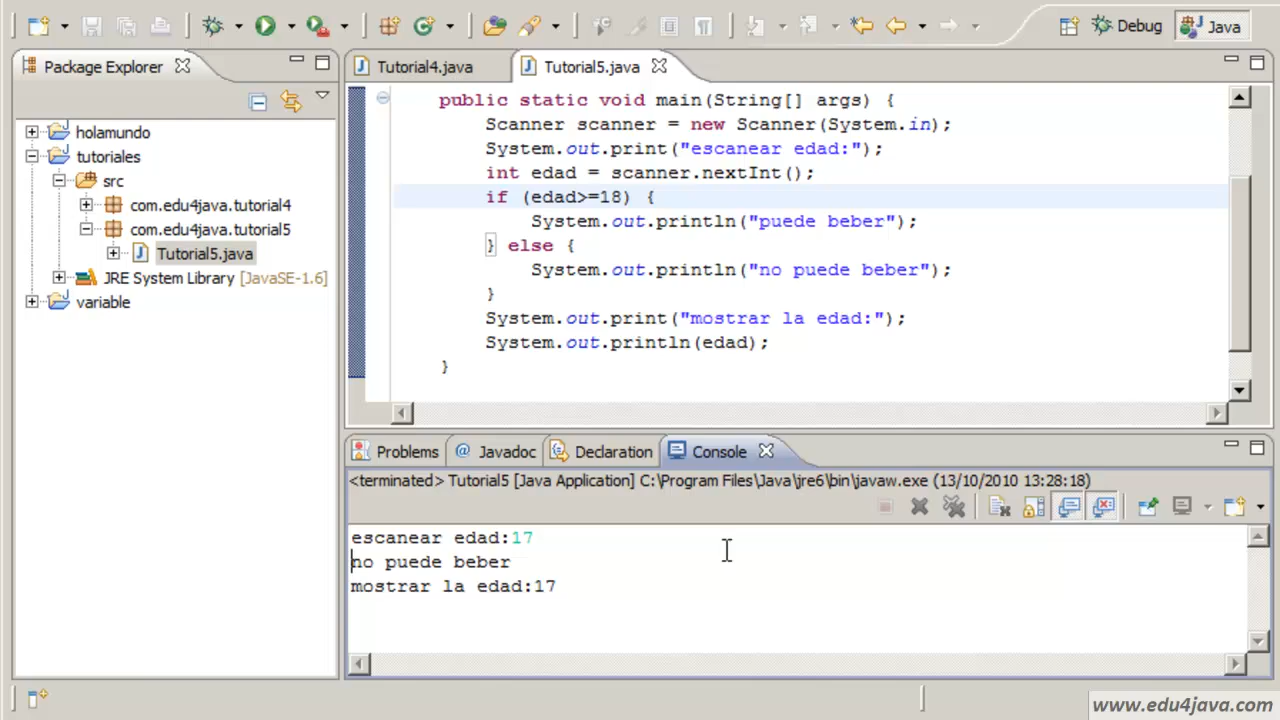 Debug
Java
Package Explorer
holamundo
tutoriales
src
com.edu4java.tutorial4
com.edu4java.tutorial5
Tutorial5.java
JRE System Library [JavaSE-1.6]
variable
Tutorial4.java
Tutorial5.java
public static void main(String[] args) {
Scanner scanner = new Scanner(System.in);
System.out.print("escanear edad:");
int edad = scanner.nextInt();
if (edad>=18) {
System.out.println("puede beber");
} else {
System.out.println("no puede beber");
}
System.out.print("mostrar la edad:");
System.out.println(edad);
}
Problems
@ Javadoc
Declaration
Console
<terminated> Tutorial5 [Java Application] C:\Program Files\Java\jre6\bin\javaw.exe (13/10/2010 13:28:18)
escanear edad:17
no puede beber
mostrar la edad:17
www.edu4java.com